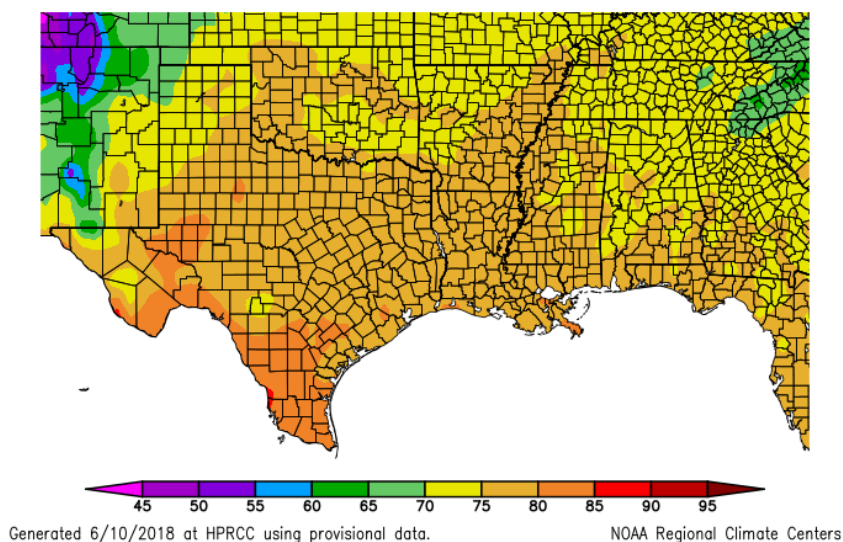 45 50 55 60 65 70 75 80 85 90 95
Generated 6/10/2018 at HPRCC using provisional data. NOAA Regional Climate Centers